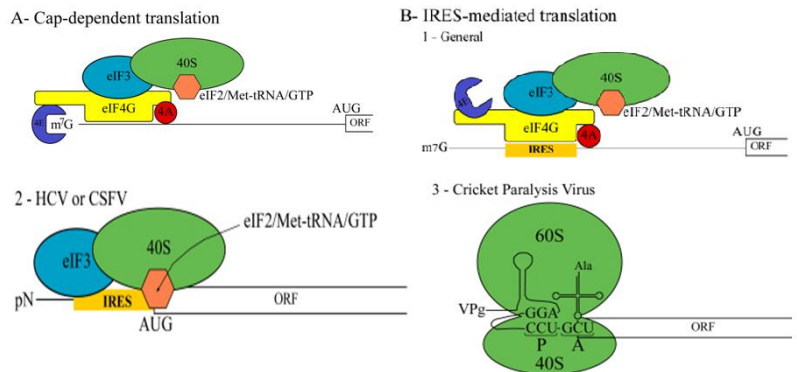 A- Cap-dependent translation
40S
eIF3
eIF2/Met-tRNA/GTP
eIF4G
4A
4E
m7G
AUG
ORF
B- IRES-mediated translation
1 - General
40S
eIF3
4E
eIF2/Met-tRNA/GTP
eIF4G
4A
m7G
IRES
AUG
ORF
2 - HCV or CSFV
eIF2/Met-tRNA/GTP
40S
eIF3
pN
IRES
ORF
AUG
3 - Cricket Paralysis Virus
60S
Ala
VPg
GGA
CCU GCU
ORF
P A
40S